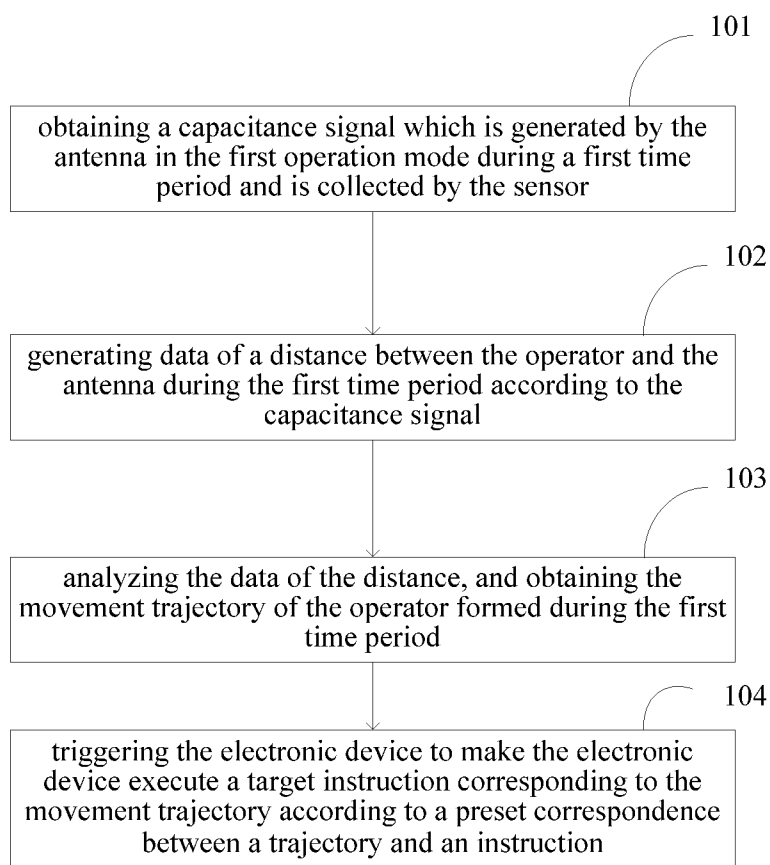 101
obtaining a capacitance signal which is generated by the
antenna in the first operation mode during a first time
period and is collected by the sensor
102
generating data of a distance between the operator and the
antenna during the first time period according to the
capacitance signal
103
analyzing the data of the distance, and obtaining the
movement trajectory of the operator formed during the first
time period
104
triggering the electronic device to make the electronic
device execute a target instruction corresponding to the
movement trajectory according to a preset correspondence
between a trajectory and an instruction